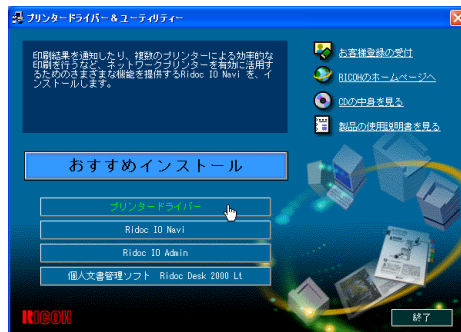 プリンタードライバー & ユーティリティー
印刷結果を通知したり、複数のプリンターによる効率的な
印刷を行うなど、ネットワークプリンターを有効に活用す
るためのさまざまな機能を提供するRidoc IO Navi を、イ
ンストールします。
お客様登録の受付
RICOHのホームページへ
CDの中身を見る
製品の使用説明書を見る
おすすめインストール
プリンタードライバー
Ridoc IO Navi
Ridoc IO Admin
個人文書管理ソフト Ridoc Desk 2000 Lt
RICOH
終了